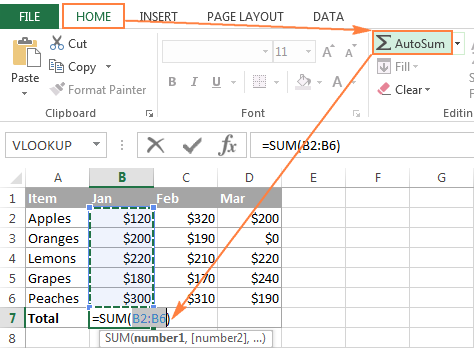 FILE HOME INSERT PAGE LAYOUT DATA
Cut
Copy
Format Painter
Paste
Clipboard
11 A A
B I U
Font
Σ AutoSum
Fill
Clear
VLOOKUP fx =SUM(B2:B6)
A B C D E F G
1 Item Jan Feb Mar
2 Apples $120 $320 $200
3 Oranges $200 $190 $0
4 Lemons $220 $210 $220
5 Grapes $180 $170 $240
6 Peaches $300 $310 $190
7 Total =SUM(B2:B6)
SUM(number1, [number2], ...)